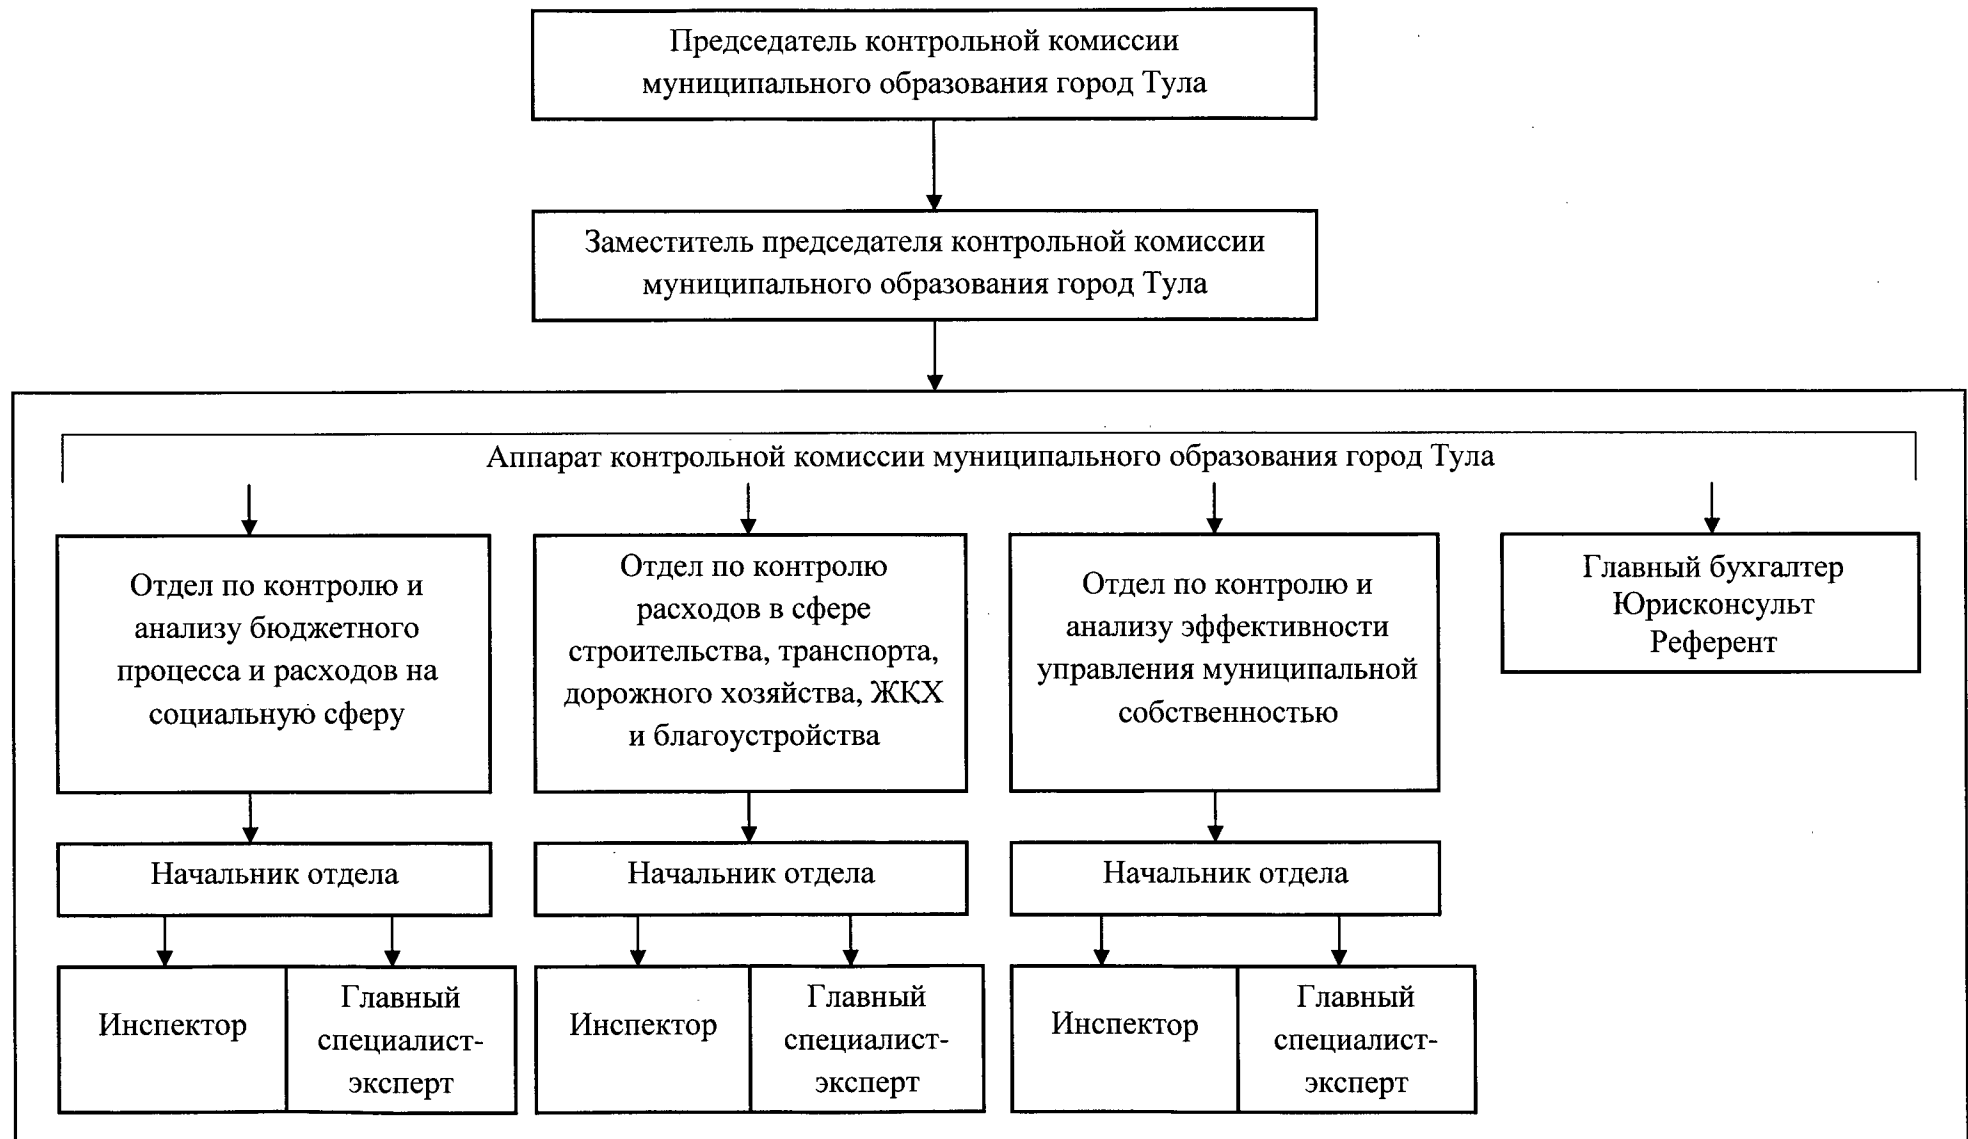 Председатель контрольной комиссии
муниципального образования город Тула
Заместитель председателя контрольной комиссии
муниципального образования город Тула
Аппарат контрольной комиссии муниципального образования город Тула
Отдел по контролю и
анализу бюджетного
процесса и расходов на
социальную сферу
Отдел по контролю
расходов в сфере
строительства, транспорта,
дорожного хозяйства, ЖКХ
и благоустройства
Отдел по контролю и
анализу эффективности
управления муниципальной
собственностью
Главный бухгалтер
Юрисконсульт
Референт
Начальник отдела
Начальник отдела
Начальник отдела
Инспектор
Главный
специалист-
эксперт
Инспектор
Главный
специалист-
эксперт
Инспектор
Главный
специалист-
эксперт